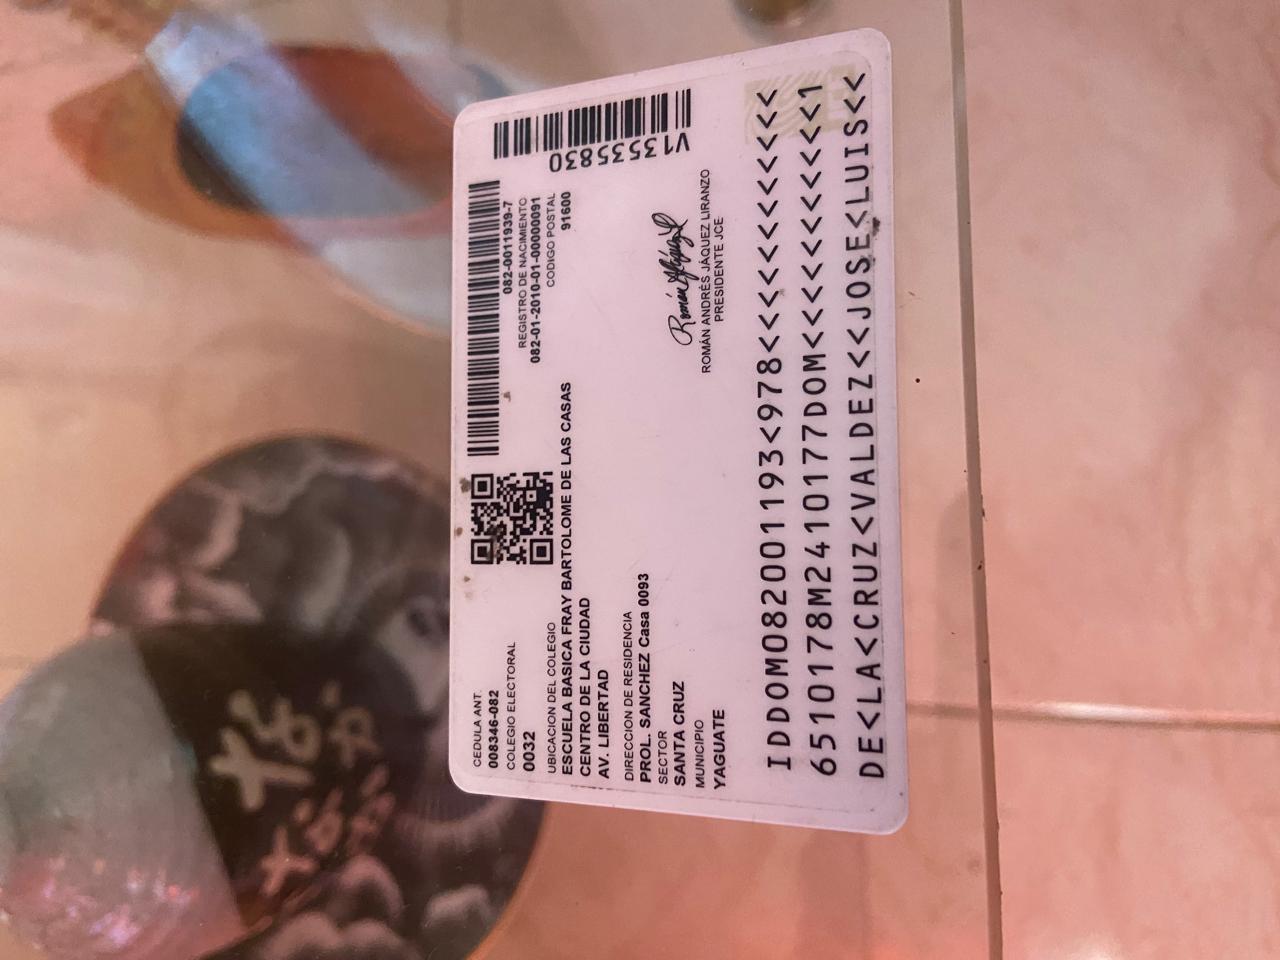 CEDULA ANT.
008346-082
COLEGIO ELECTORAL
0032
082-0011939-7
REGISTRO DE NACIMIENTO
082-01-2010-01-00000091
CODIGO POSTAL
91600
V13535830
UBICACION DEL COLEGIO
ESCUELA BASICA FRAY BARTOLOME DE LAS CASAS
CENTRO DE LA CIUDAD
AV. LIBERTAD
DIRECCION DE RESIDENCIA
PROL. SANCHEZ Casa 0093
SECTOR
SANTA CRUZ
MUNICIPIO
YAGUATE
ROMÁN ANDRÉS JÁQUEZ LIRANZO
PRESIDENTE JCE
IDDOM082001193<978<<<<<<<<<<<<
6510178M2410177DOM<<<<<<<<<<<1
DE<LA<CRUZ<VALDEZ<<JOSE<LUIS<<